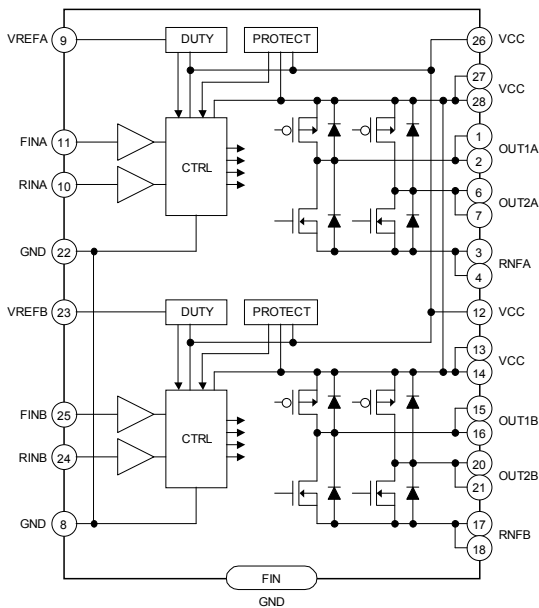 VREFA 9 DUTY PROTECT 26 VCC
27
VCC
28
FINA 11 1
CTRL OUT1A
RINA 10 2
6
OUT2A
7
GND 22 3
RNFA
4
VREFB 23 DUTY PROTECT 12 VCC
13
VCC
14
FINB 25 15
CTRL OUT1B
RINB 24 16
20
OUT2B
21
GND 8 17
RNFB
18
FIN
GND